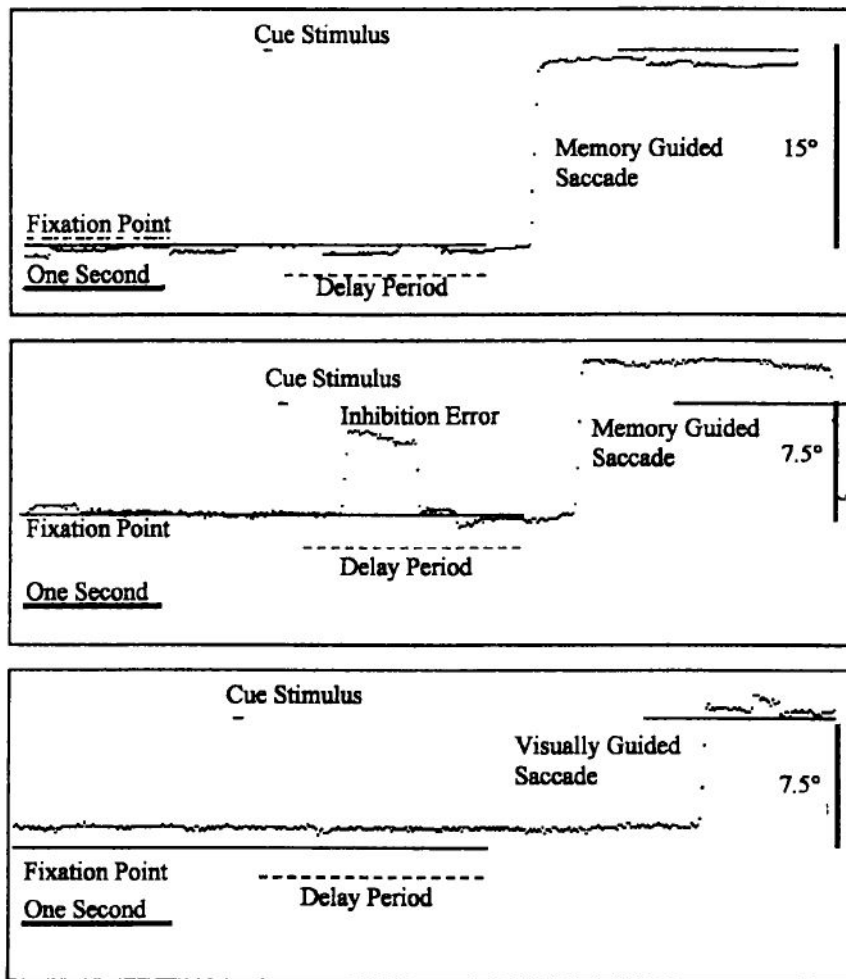 Cue Stimulus
Memory Guided
Saccade
15°
Fixation Point
One Second
Delay Period
Cue Stimulus
Inhibition Error
Memory Guided
Saccade
7.5°
Fixation Point
Delay Period
One Second
Cue Stimulus
Visually Guided
Saccade
7.5°
Fixation Point
Delay Period
One Second